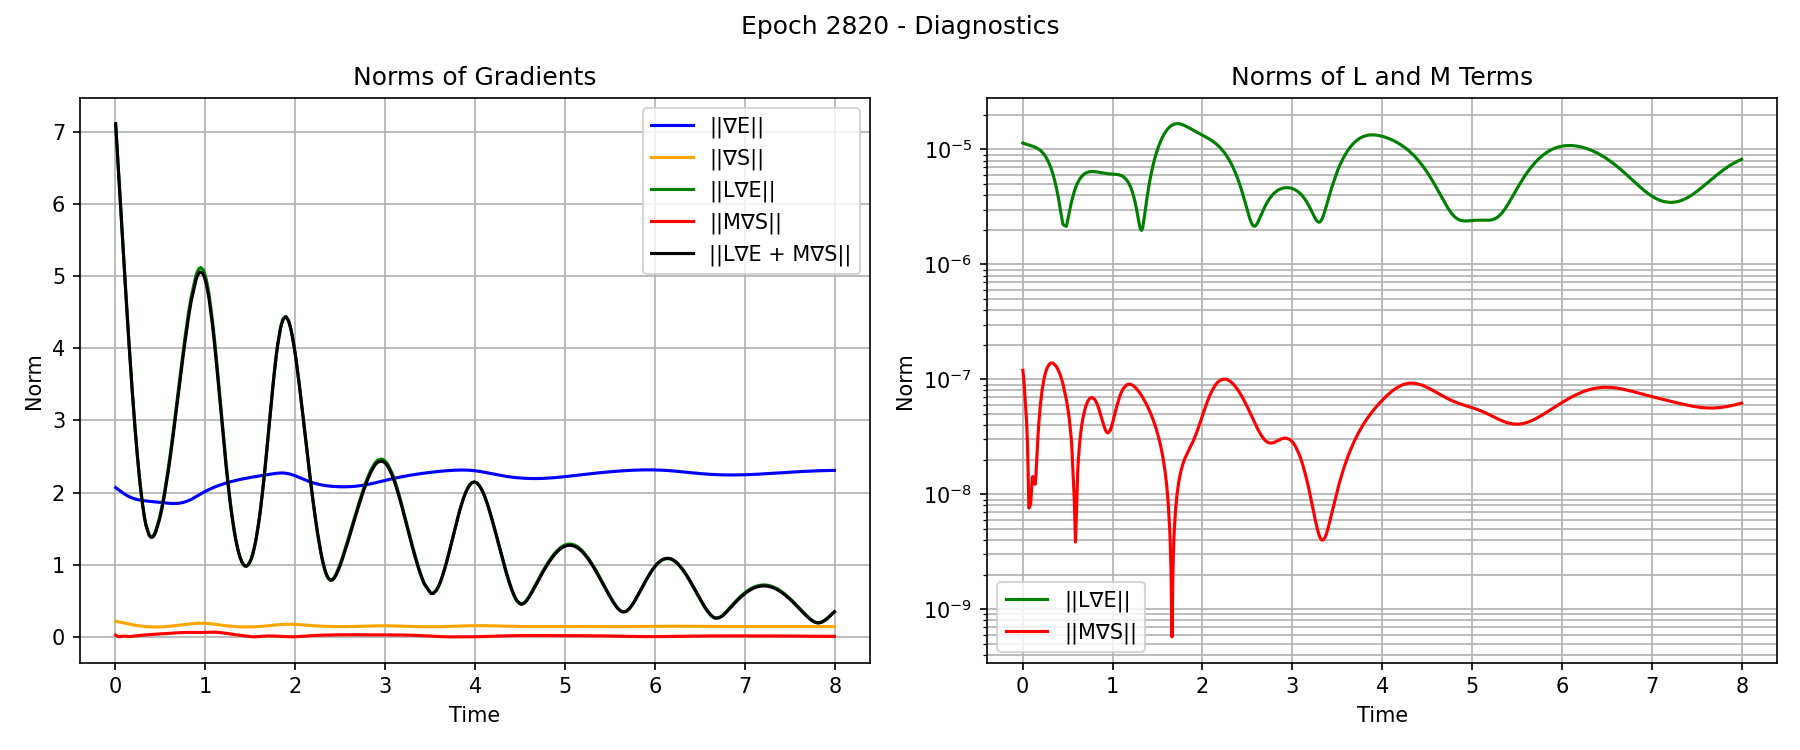 Epoch 2820 - Diagnostics
Norms of Gradients
Norm
7
6
5
4
3
2
1
0
||∇E||
||∇S||
||L∇E||
||M∇S||
||L∇E + M∇S||
0 1 2 3 4 5 6 7 8
Time
Norms of L and M Terms
Norm
10⁻⁵
10⁻⁶
10⁻⁷
10⁻⁸
10⁻⁹
||L∇E||
||M∇S||
0 1 2 3 4 5 6 7 8
Time